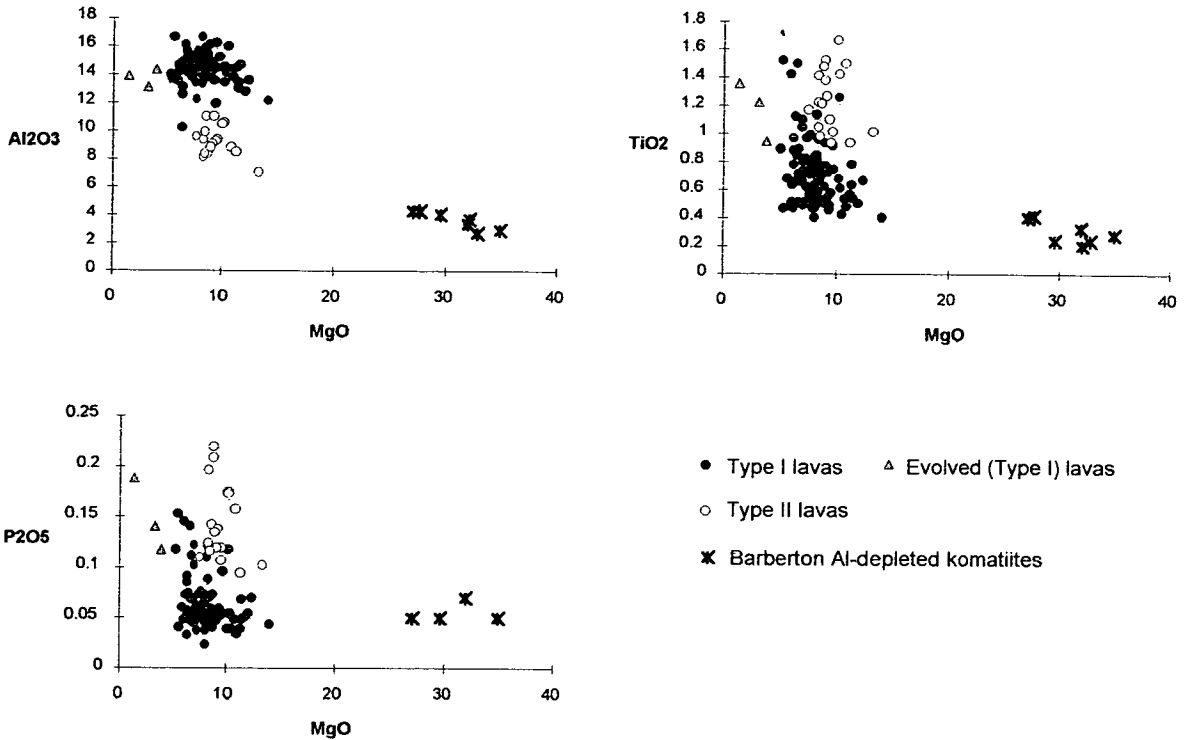 18
16
14
12
10
8
6
4
2
0
Al2O3
0 10 20 30 40
MgO
1.8
1.6
1.4
1.2
1
0.8
0.6
0.4
0.2
0
TiO2
0 10 20 30 40
MgO
0.25
0.2
0.15
0.1
0.05
0
P2O5
0 10 20 30 40
MgO
Type I lavas Evolved (Type I) lavas
Type II lavas
Barberton Al-depleted komatiites